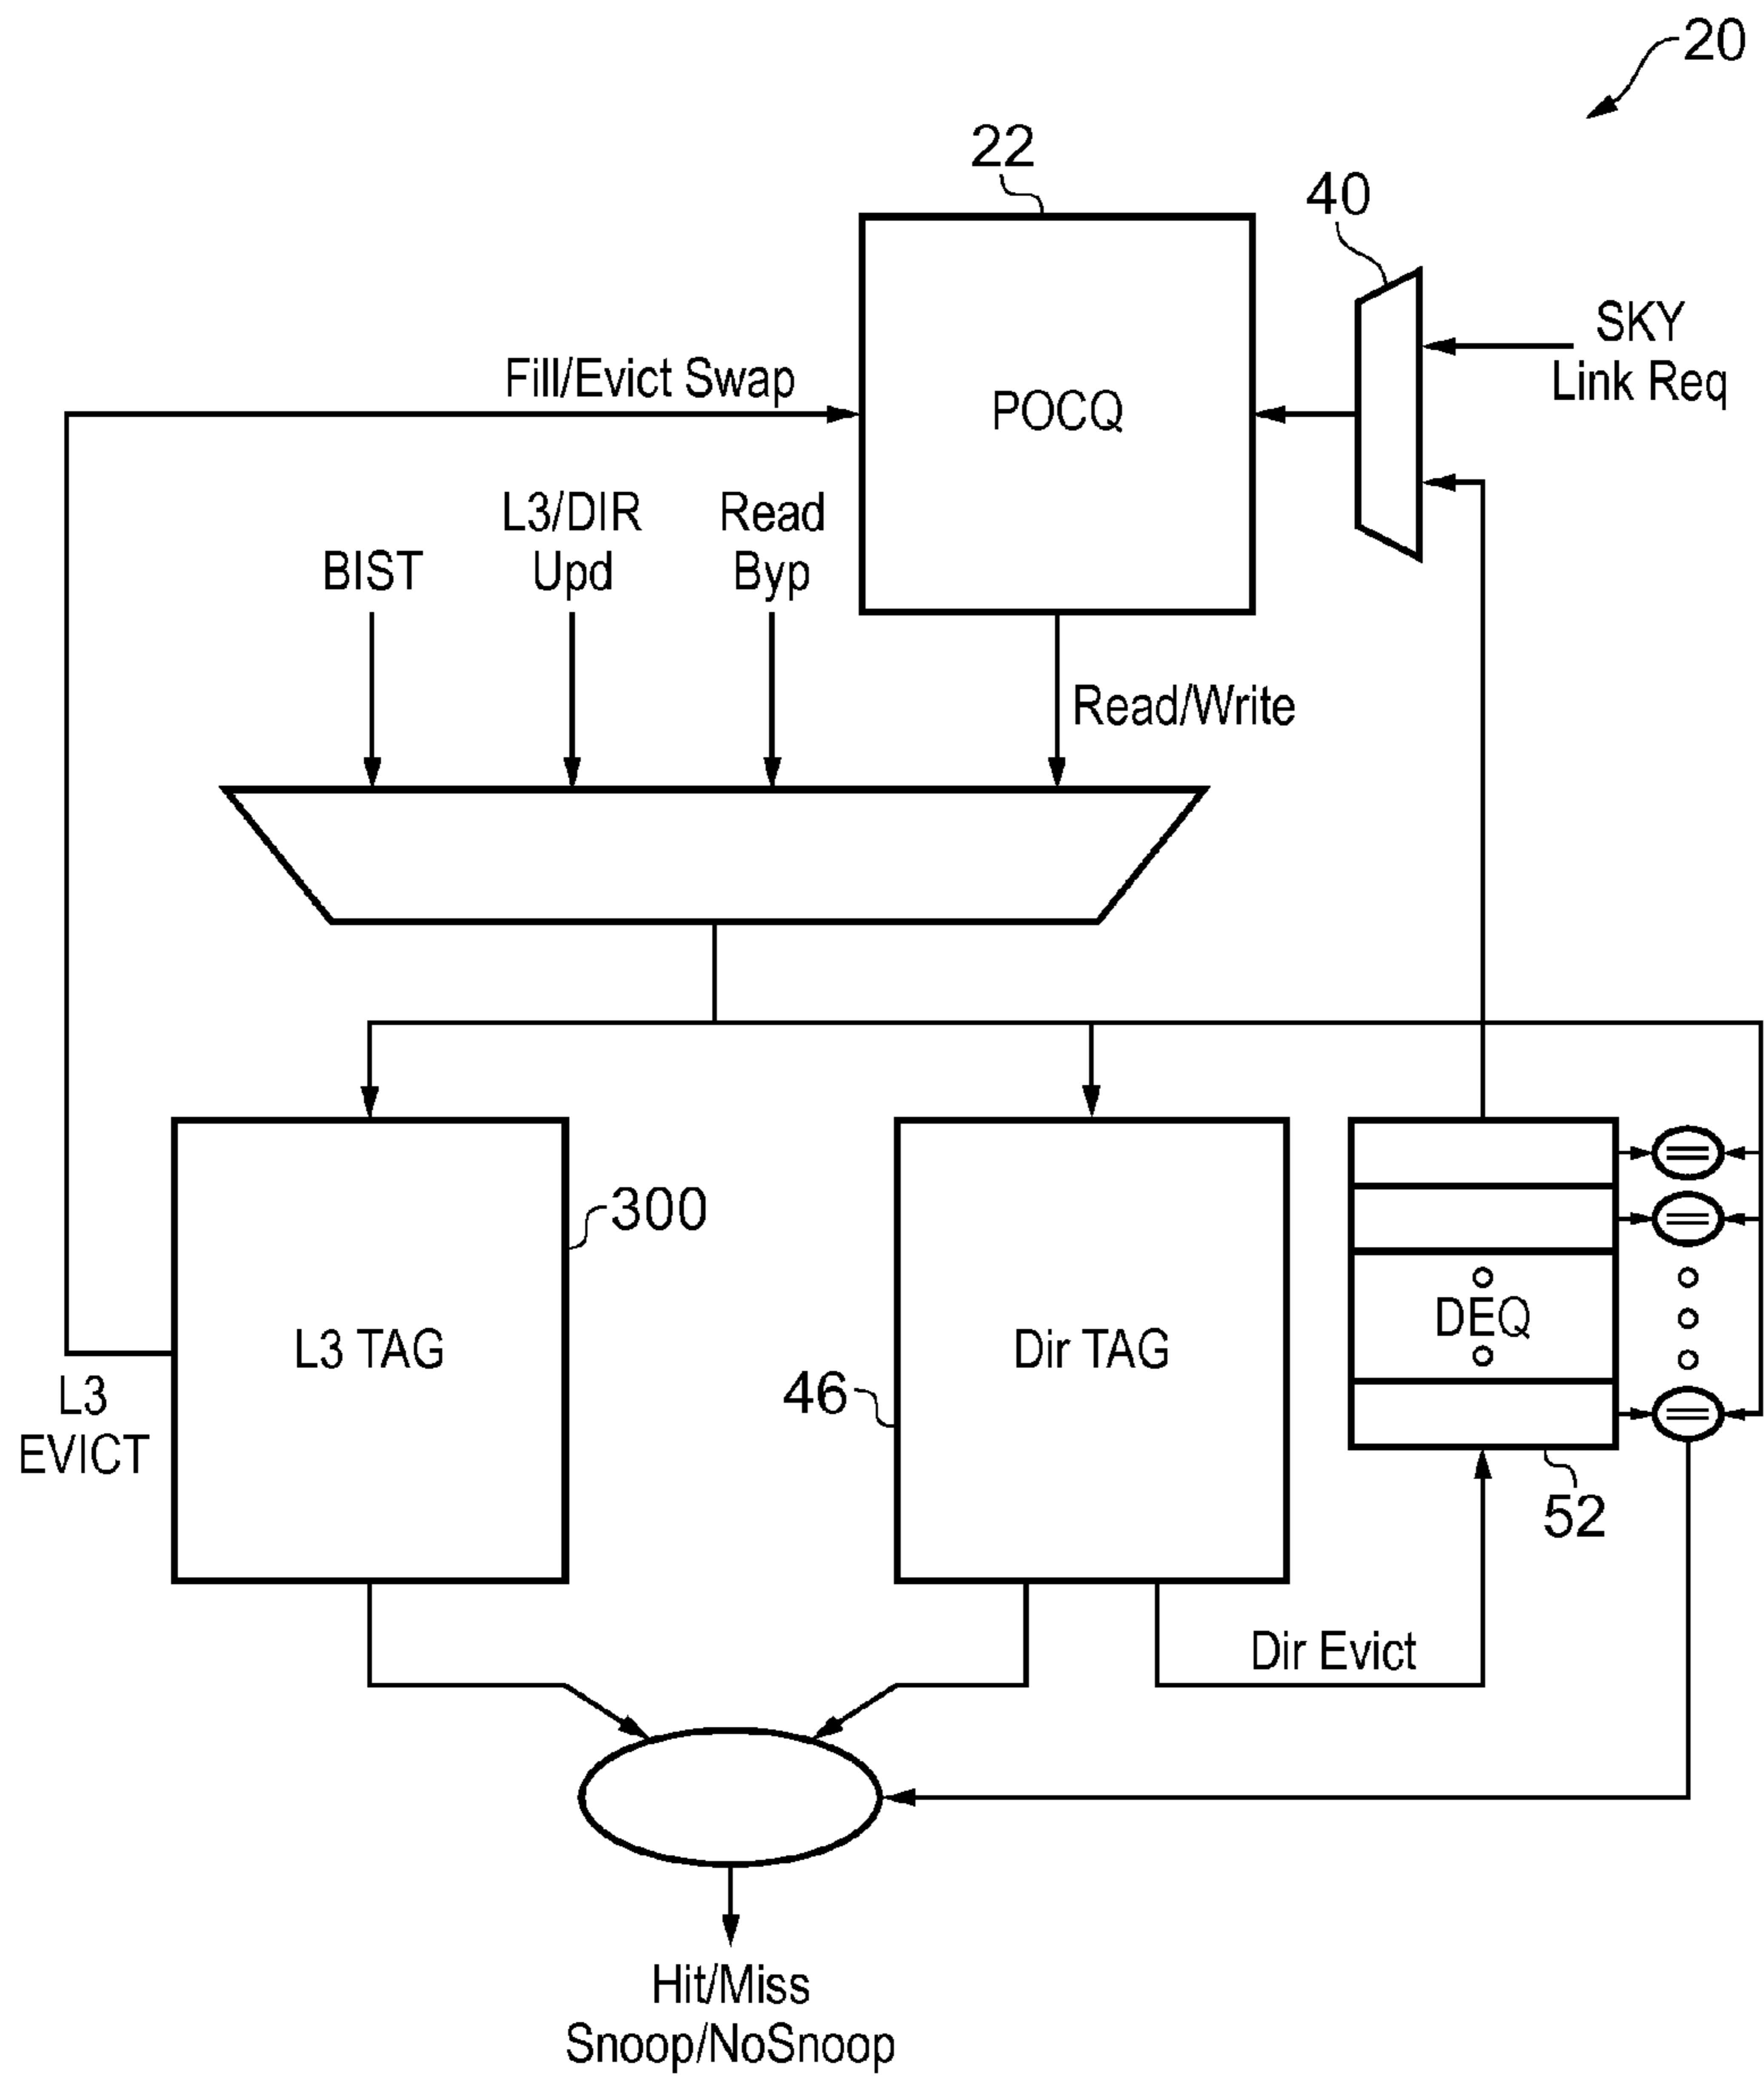 20
22
40
SKY
Link Req
Fill/Evict Swap
POCQ
L3/DIR
Upd
Read
Byp
BIST
Read/Write
300
L3 TAG
Dir TAG
DEQ
46
L3
EVICT
52
Dir Evict
Hit/Miss
Snoop/NoSnoop